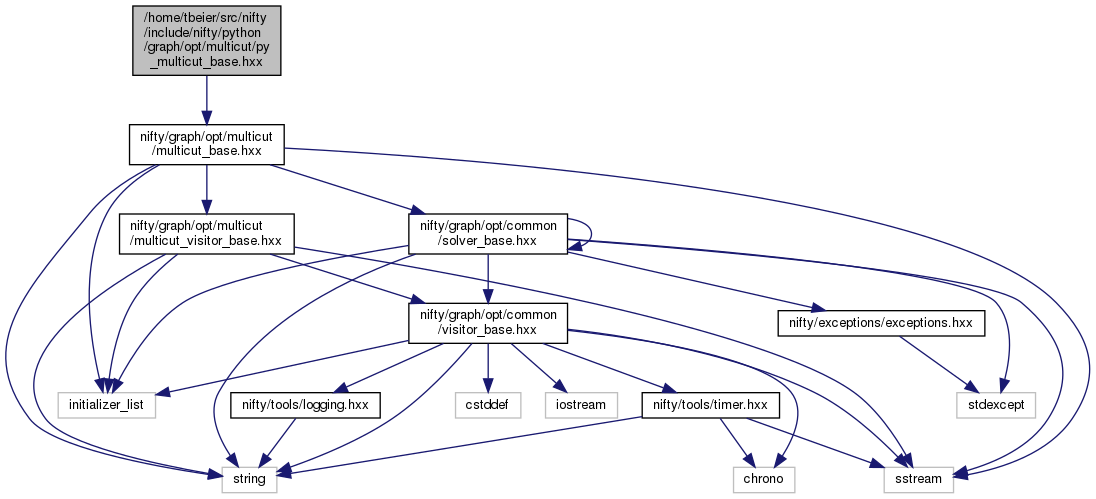 /home/tbeier/src/nifty
/include/nifty/python
/graph/opt/multicut/py
_multicut_base.hxx
nifty/graph/opt/multicut
/multicut_base.hxx
nifty/graph/opt/multicut
/multicut_visitor_base.hxx
nifty/graph/opt/common
/solver_base.hxx
nifty/graph/opt/common
/visitor_base.hxx
nifty/exceptions/exceptions.hxx
initializer_list
nifty/tools/logging.hxx
cstddef
iostream
nifty/tools/timer.hxx
stdexcept
string
chrono
sstream